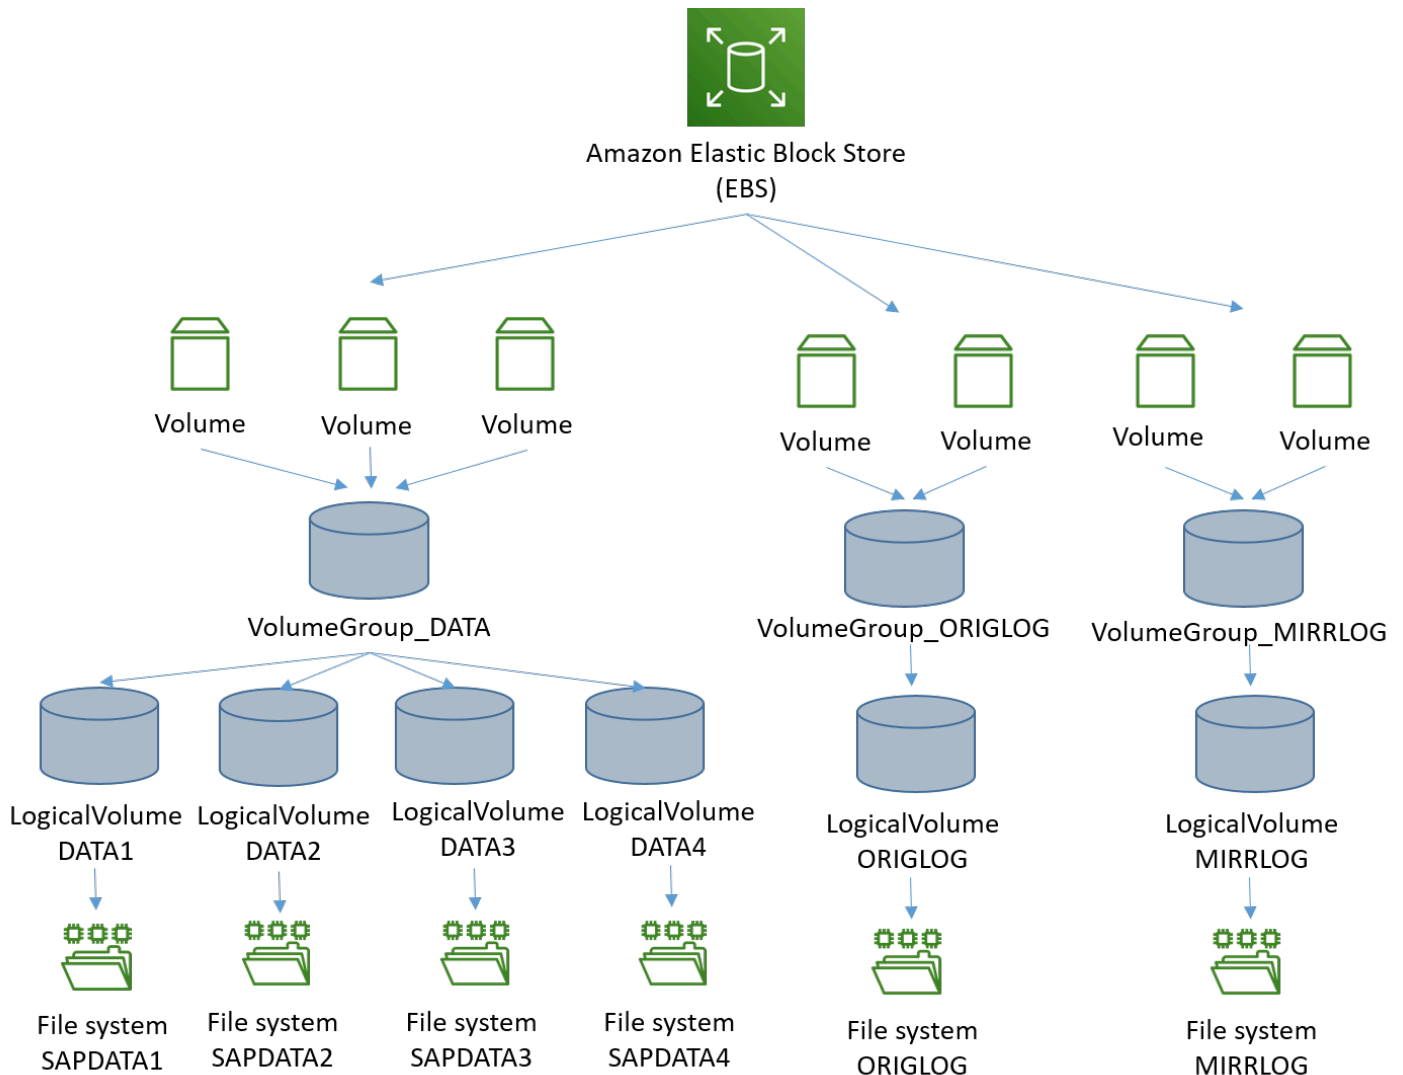 Amazon Elastic Block Store
(EBS)
Volume
Volume
Volume
Volume
Volume
Volume
Volume
VolumeGroup_DATA
VolumeGroup_ORIGLOG
VolumeGroup_MIRRLOG
LogicalVolume
DATA1
LogicalVolume
DATA2
LogicalVolume
DATA3
LogicalVolume
DATA4
LogicalVolume
ORIGLOG
LogicalVolume
MIRRLOG
File system
SAPDATA1
File system
SAPDATA2
File system
SAPDATA3
File system
SAPDATA4
File system
ORIGLOG
File system
MIRRLOG